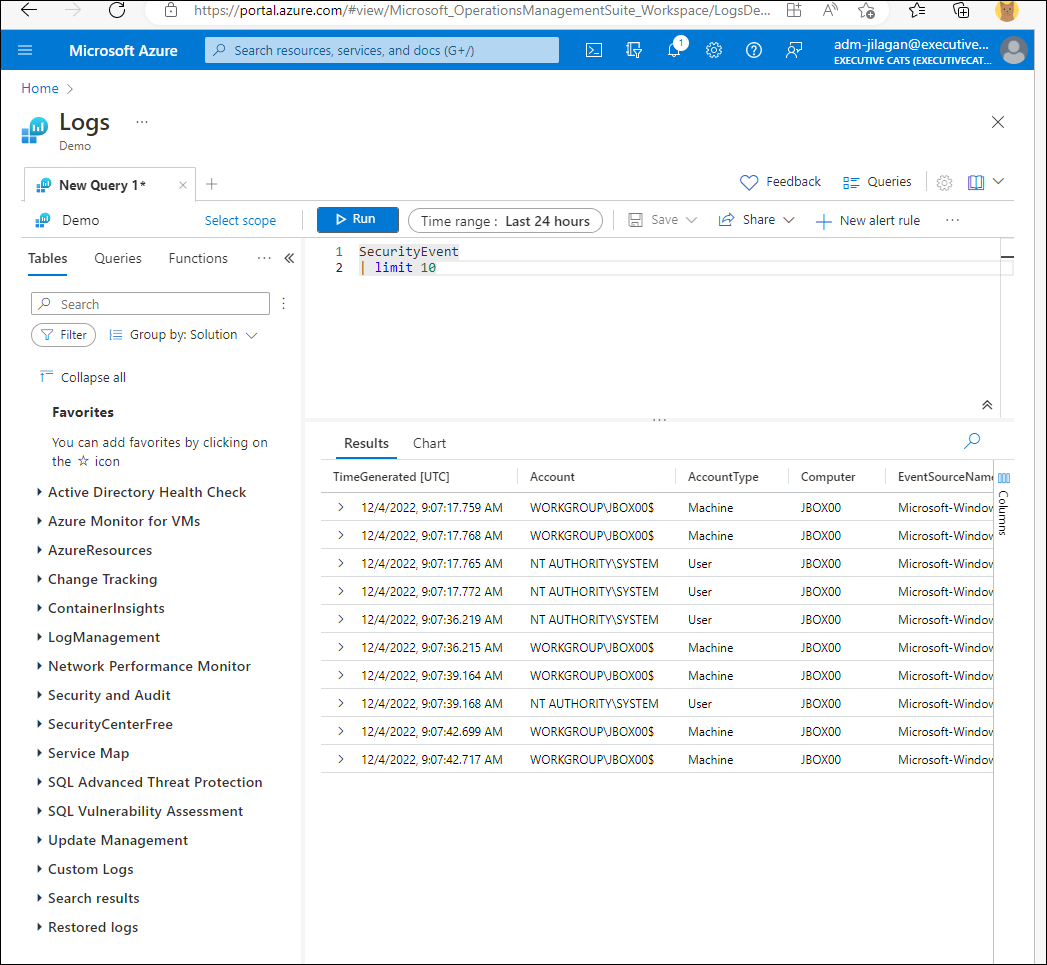 https://portal.azure.com/#view/Microsoft_OperationsManagementSuite_Workspace/LogsDe...
Microsoft Azure
Search resources, services, and docs (G+/)
1
adm-jilagan@executive...
EXECUTIVE CATS (EXECUTIVECAT...
Home
Logs
...
Demo
New Query 1*
Feedback
Queries
Demo
Select scope
Run
Time range : Last 24 hours
Save
Share
New alert rule
...
Tables
Queries
Functions
...
1 SecurityEvent
2 | limit 10
Search
Filter
Group by: Solution
Collapse all
Favorites
You can add favorites by clicking on
the ☆ icon
Active Directory Health Check
Azure Monitor for VMs
AzureResources
Change Tracking
ContainerInsights
LogManagement
Network Performance Monitor
Security and Audit
SecurityCenterFree
Service Map
SQL Advanced Threat Protection
SQL Vulnerability Assessment
Update Management
Custom Logs
Search results
Restored logs
Results
Chart
TimeGenerated [UTC] Account AccountType Computer EventSourceName
12/4/2022, 9:07:17.759 AM WORKGROUP\JBOX00$ Machine JBOX00 Microsoft-Window
12/4/2022, 9:07:17.768 AM WORKGROUP\JBOX00$ Machine JBOX00 Microsoft-Window
12/4/2022, 9:07:17.765 AM NT AUTHORITY\SYSTEM User JBOX00 Microsoft-Window
12/4/2022, 9:07:17.772 AM NT AUTHORITY\SYSTEM User JBOX00 Microsoft-Window
12/4/2022, 9:07:36.219 AM NT AUTHORITY\SYSTEM User JBOX00 Microsoft-Window
12/4/2022, 9:07:36.215 AM WORKGROUP\JBOX00$ Machine JBOX00 Microsoft-Window
12/4/2022, 9:07:39.164 AM WORKGROUP\JBOX00$ Machine JBOX00 Microsoft-Window
12/4/2022, 9:07:39.168 AM NT AUTHORITY\SYSTEM User JBOX00 Microsoft-Window
12/4/2022, 9:07:42.699 AM WORKGROUP\JBOX00$ Machine JBOX00 Microsoft-Window
12/4/2022, 9:07:42.717 AM WORKGROUP\JBOX00$ Machine JBOX00 Microsoft-Window
Columns